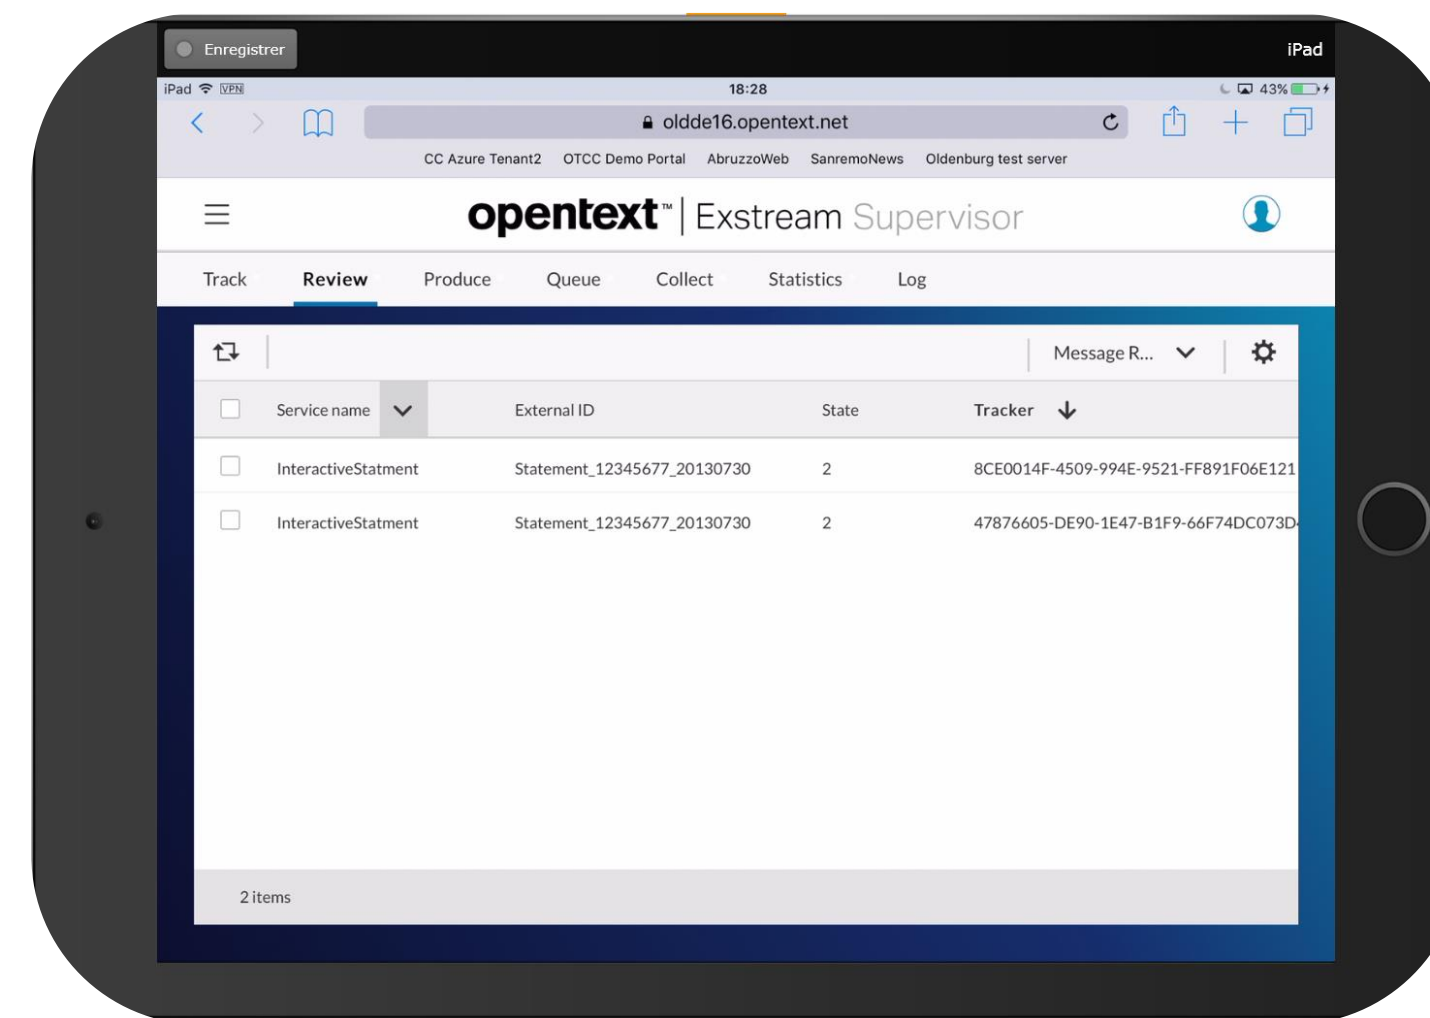 Enregistrer iPad
iPad VPN 18:28 43%
oldde16.opentext.net
CC Azure Tenant2 OTCC Demo Portal AbruzzoWeb SanremoNews Oldenburg test server
opentext™ | Exstream Supervisor
Track Review Produce Queue Collect Statistics Log
Message R...
Service name External ID State Tracker
InteractiveStatment Statement_12345677_20130730 2 8CE0014F-4509-994E-9521-FF891F06E121
InteractiveStatment Statement_12345677_20130730 2 47876605-DE90-1E47-B1F9-66F74DC073D
2 items